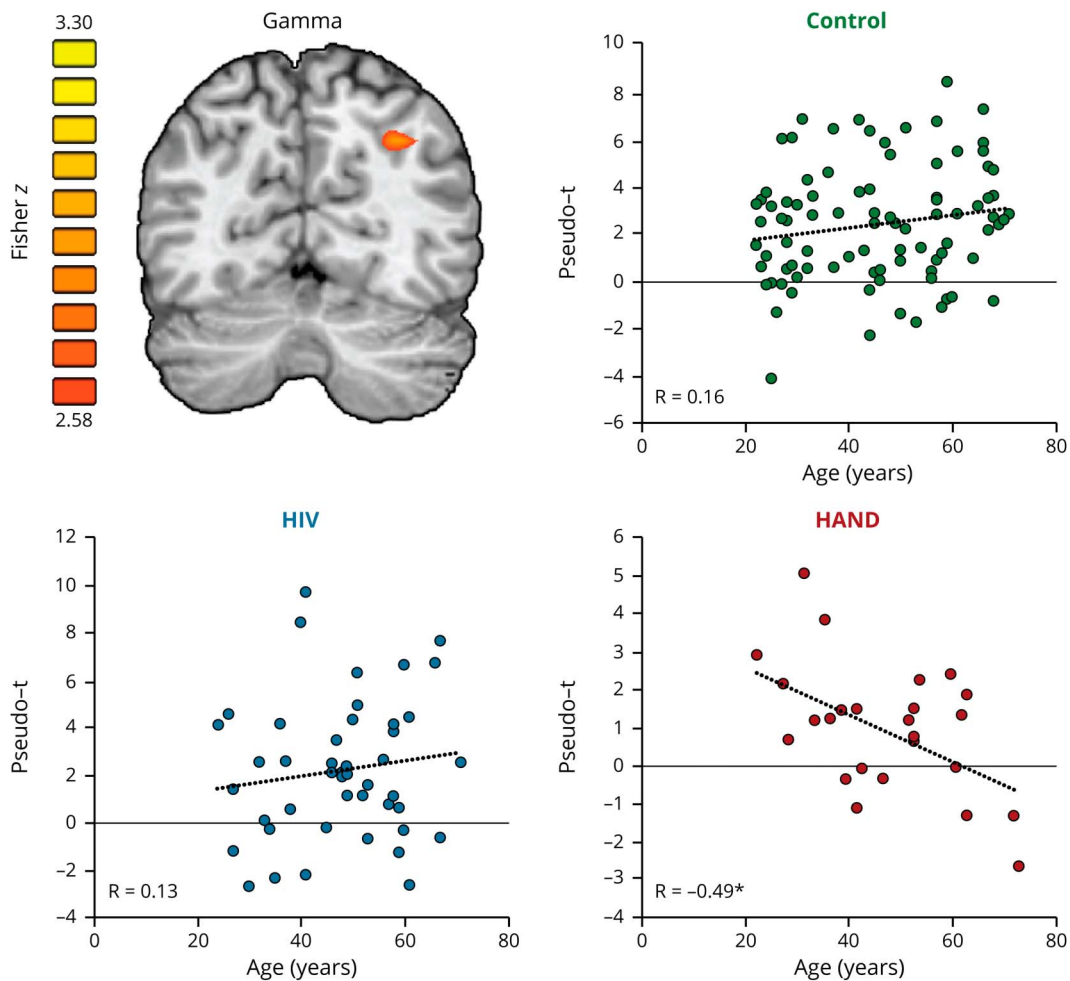 3.30
Gamma
Fisher z
2.58
Control
10
8
6
4
2
0
−2
−4
−6
Pseudo–t
R = 0.16
0 20 40 60 80
Age (years)
HIV
12
10
8
6
4
2
0
−2
−4
Pseudo–t
R = 0.13
0 20 40 60 80
Age (years)
HAND
6
5
4
3
2
1
0
−1
−2
−3
−4
Pseudo–t
R = −0.49*
0 20 40 60 80
Age (years)